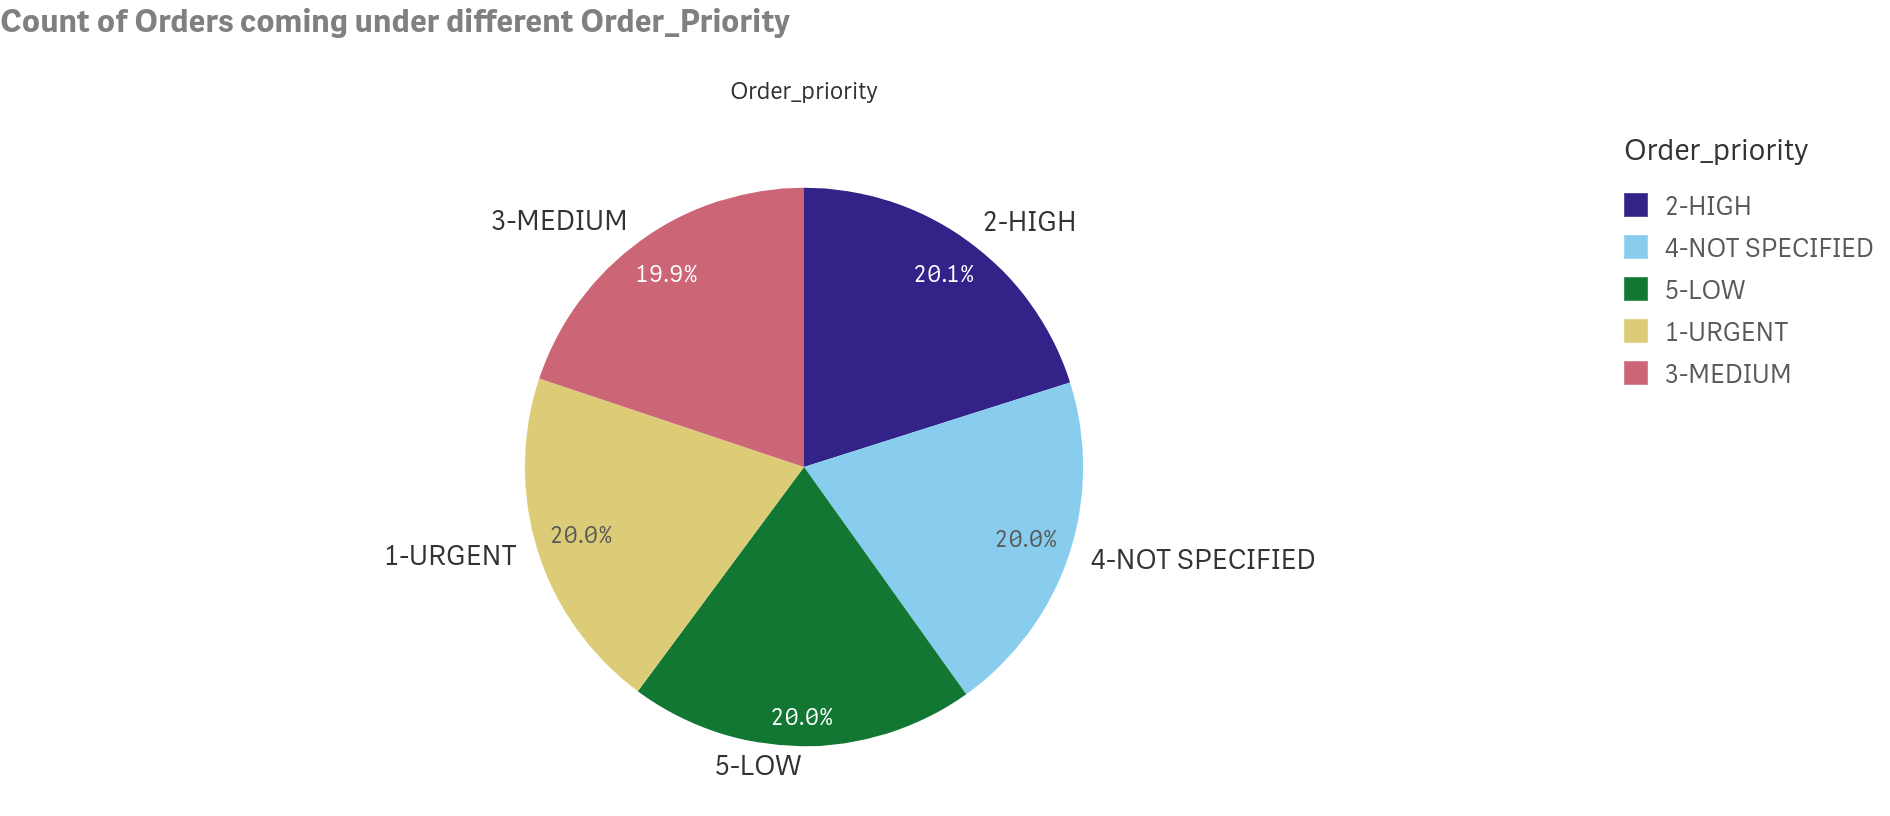 Count of Orders coming under different Order_Priority
Order_priority
3-MEDIUM
2-HIGH
19.9%
20.1%
1-URGENT
20.0%
20.0%
4-NOT SPECIFIED
20.0%
5-LOW
Order_priority
2-HIGH
4-NOT SPECIFIED
5-LOW
1-URGENT
3-MEDIUM